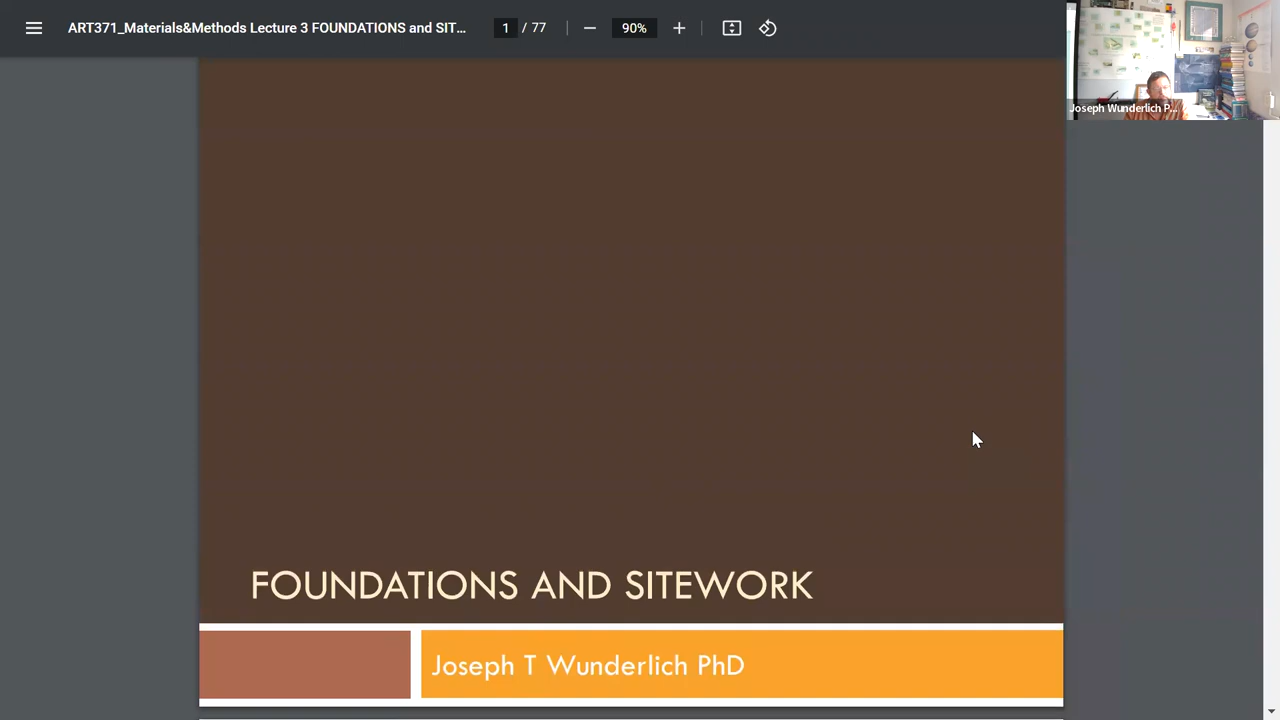 ART371_Materials&Methods Lecture 3 FOUNDATIONS and SIT...
1 / 77
90%
Joseph Wunderlich P...
FOUNDATIONS AND SITEWORK
Joseph T Wunderlich PhD